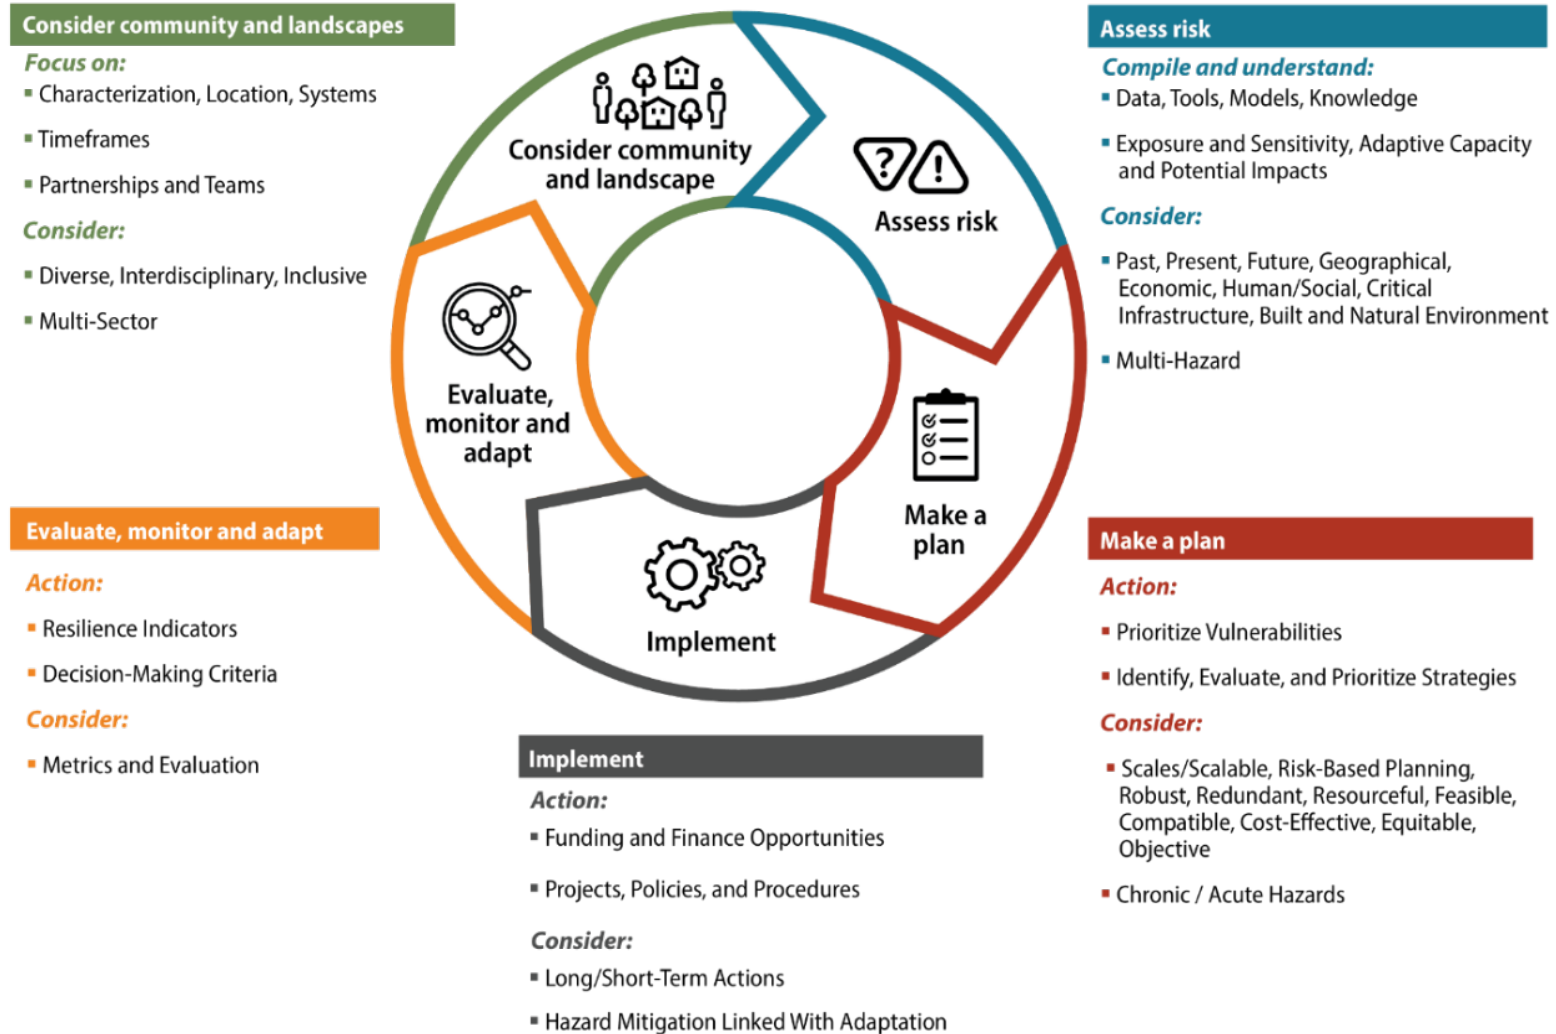 Consider community and landscapes
Focus on:
▪ Characterization, Location, Systems
▪ Timeframes
▪ Partnerships and Teams
Consider:
▪ Diverse, Interdisciplinary, Inclusive
▪ Multi-Sector
Consider community
and landscape
Assess risk
Make a
plan
Implement
Evaluate,
monitor and
adapt
Assess risk
Compile and understand:
▪ Data, Tools, Models, Knowledge
▪ Exposure and Sensitivity, Adaptive Capacity
and Potential Impacts
Consider:
▪ Past, Present, Future, Geographical,
Economic, Human/Social, Critical
Infrastructure, Built and Natural Environment
▪ Multi-Hazard
Evaluate, monitor and adapt
Action:
▪ Resilience Indicators
▪ Decision-Making Criteria
Consider:
▪ Metrics and Evaluation
Make a plan
Action:
▪ Prioritize Vulnerabilities
▪ Identify, Evaluate, and Prioritize Strategies
Consider:
▪ Scales/Scalable, Risk-Based Planning,
Robust, Redundant, Resourceful, Feasible,
Compatible, Cost-Effective, Equitable,
Objective
▪ Chronic / Acute Hazards
Implement
Action:
▪ Funding and Finance Opportunities
▪ Projects, Policies, and Procedures
Consider:
▪ Long/Short-Term Actions
▪ Hazard Mitigation Linked With Adaptation